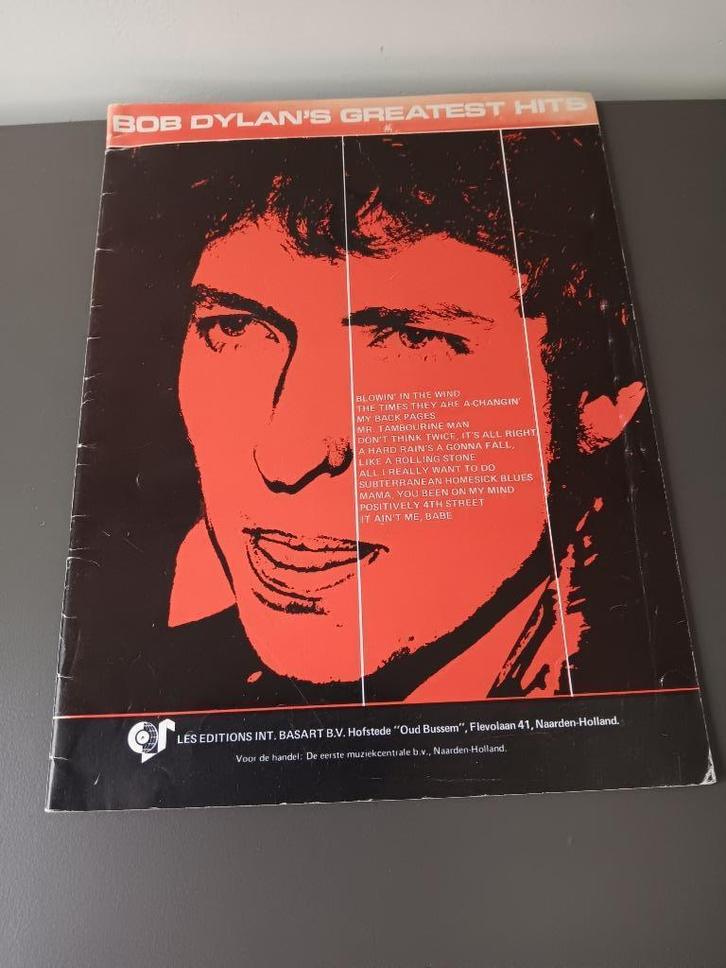 BOB DYLAN'S GREATEST HITS
BLOWIN' IN THE WIND
THE TIMES THEY ARE A-CHANGIN'
MY BACK PAGES
MR. TAMBOURINE MAN
DON'T THINK TWICE, IT'S ALL RIGHT
A HARD RAIN'S A GONNA FALL,
LIKE A ROLLING STONE
ALL I REALLY WANT TO DO
SUBTERRANEAN HOMESICK BLUES
MAMA, YOU BEEN ON MY MIND
POSITIVELY 4TH STREET
IT AIN'T ME, BABE
LES EDITIONS INT. BASART B.V. Hofstede "Oud Bussem", Flevolaan 41, Naarden-Holland.
Voor de handel: De eerste muziekcentrale b.v., Naarden-Holland.